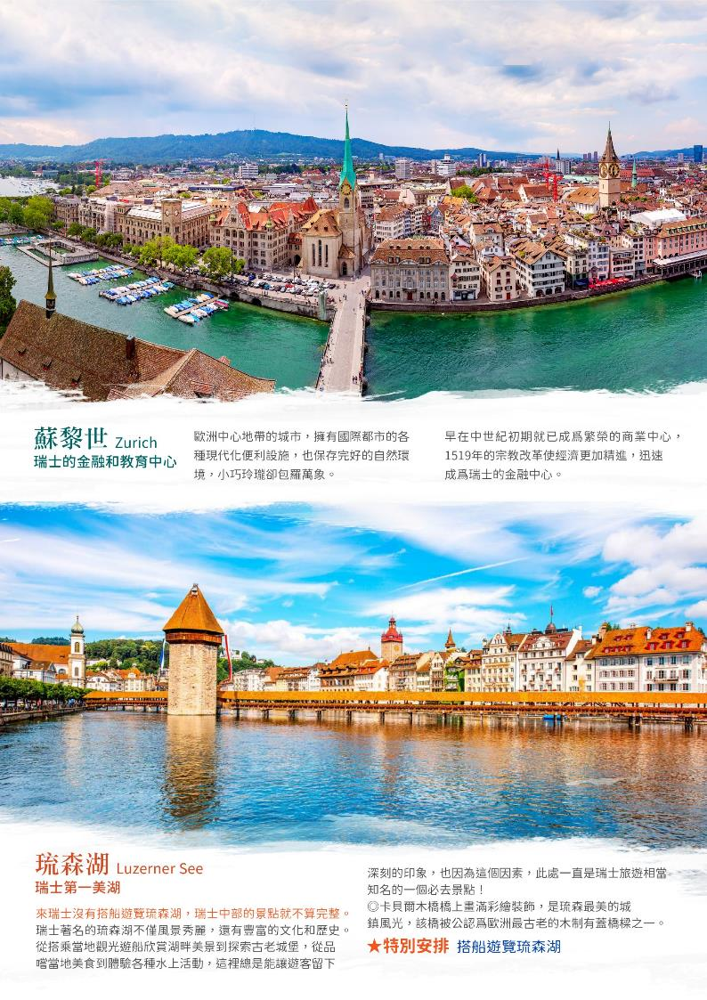 蘇黎世 Zurich
瑞士的金融和教育中心
歐洲中心地帶的城市，擁有國際都市的各
種現代化便利設施，也保存完好的自然環
境，小巧玲瓏卻包羅萬象。
早在中世紀初期就已成爲繁榮的商業中心，
1519年的宗教改革使經濟更加精進，迅速
成爲瑞士的金融中心。
琉森湖 Luzerner See
瑞士第一美湖
來瑞士沒有搭船遊覽琉森湖，瑞士中部的景點就不算完整。
瑞士著名的琉森湖不僅風景秀麗，還有豐富的文化和歷史。
從搭乘當地觀光遊船欣賞湖畔美景到探索古老城堡，從品
嚐當地美食到體驗各種水上活動，這裡總是能讓遊客留下
深刻的印象，也因為這個因素，此處一直是瑞士旅遊相當
知名的一個必去景點！
◎卡貝爾木橋橋上畫滿彩繪裝飾，是琉森最美的城
鎮風光，該橋被公認爲歐洲最古老的木制有蓋橋樑之一。
★特別安排 搭船遊覽琉森湖